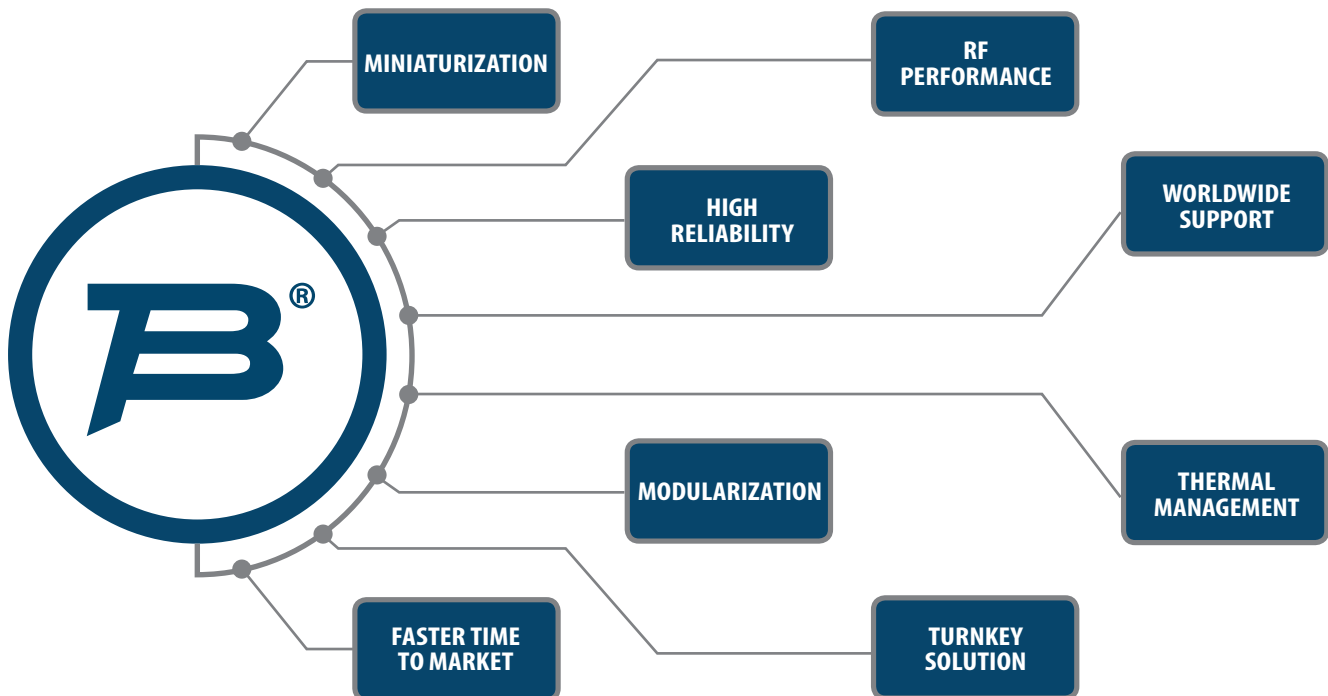 MINIATURIZATION
RF
PERFORMANCE
HIGH
RELIABILITY
WORLDWIDE
SUPPORT
B®
MODULARIZATION
THERMAL
MANAGEMENT
FASTER TIME
TO MARKET
TURNKEY
SOLUTION